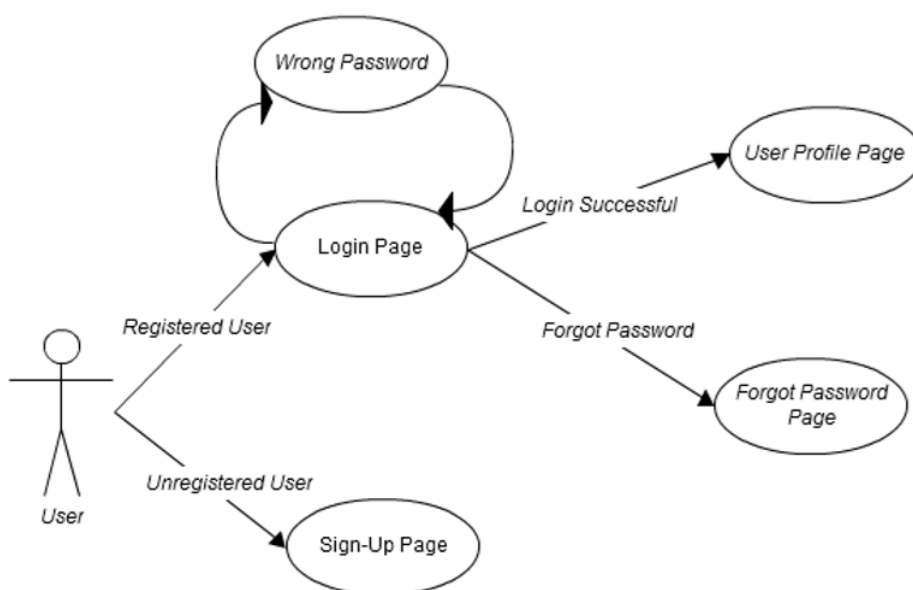 Wrong Password
User Profile Page
Login Successful
Login Page
Registered User
Forgot Password
Forgot Password
Page
Unregistered User
User
Sign-Up Page